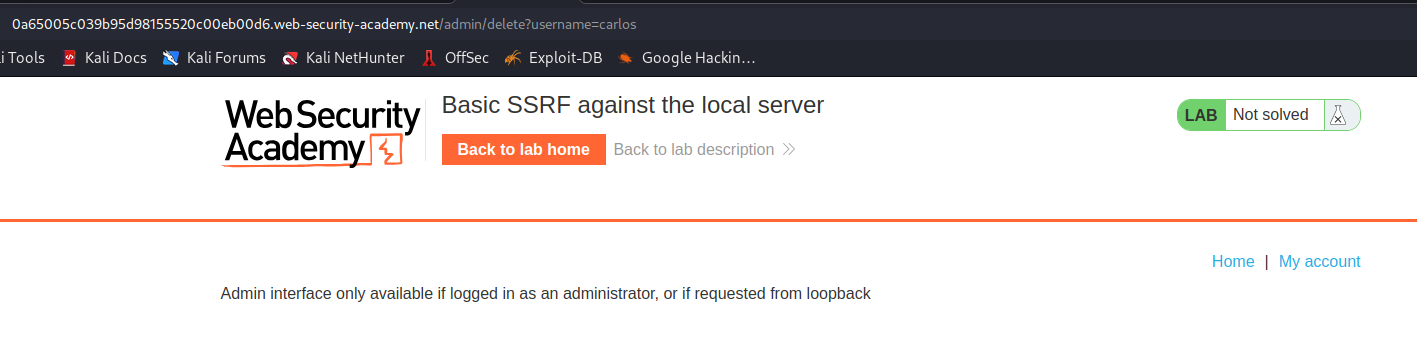 0a65005c039b95d98155520c00eb00d6.web-security-academy.net/admin/delete?username=carlos
i Tools Kali Docs Kali Forums Kali NetHunter OffSec Exploit-DB Google Hackin…
Web Security
Academy
Basic SSRF against the local server
Back to lab home Back to lab description
LAB Not solved
Home | My account
Admin interface only available if logged in as an administrator, or if requested from loopback